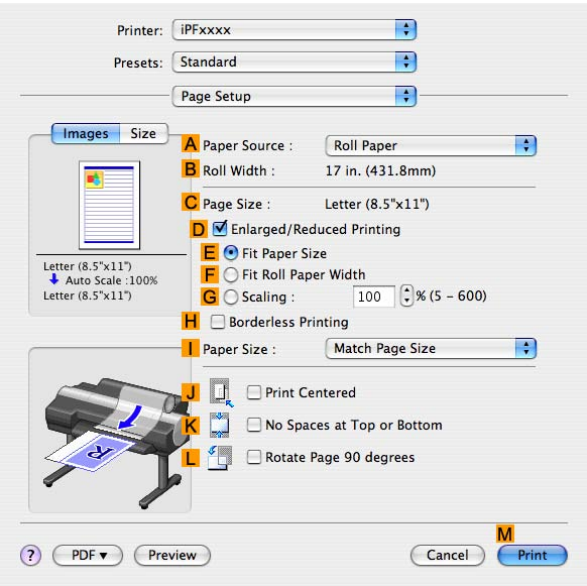 Printer: iPFxxxx
Presets: Standard
Page Setup
Images Size
A Paper Source : Roll Paper
B Roll Width : 17 in. (431.8mm)
C Page Size : Letter (8.5"x11")
D Enlarged/Reduced Printing
E Fit Paper Size
F Fit Roll Paper Width
G Scaling : 100 % (5 - 600)
Letter (8.5"x11")
Auto Scale :100%
Letter (8.5"x11")
H Borderless Printing
I Paper Size : Match Page Size
J Print Centered
K No Spaces at Top or Bottom
L Rotate Page 90 degrees
R
M
? PDF▼ Preview Cancel Print